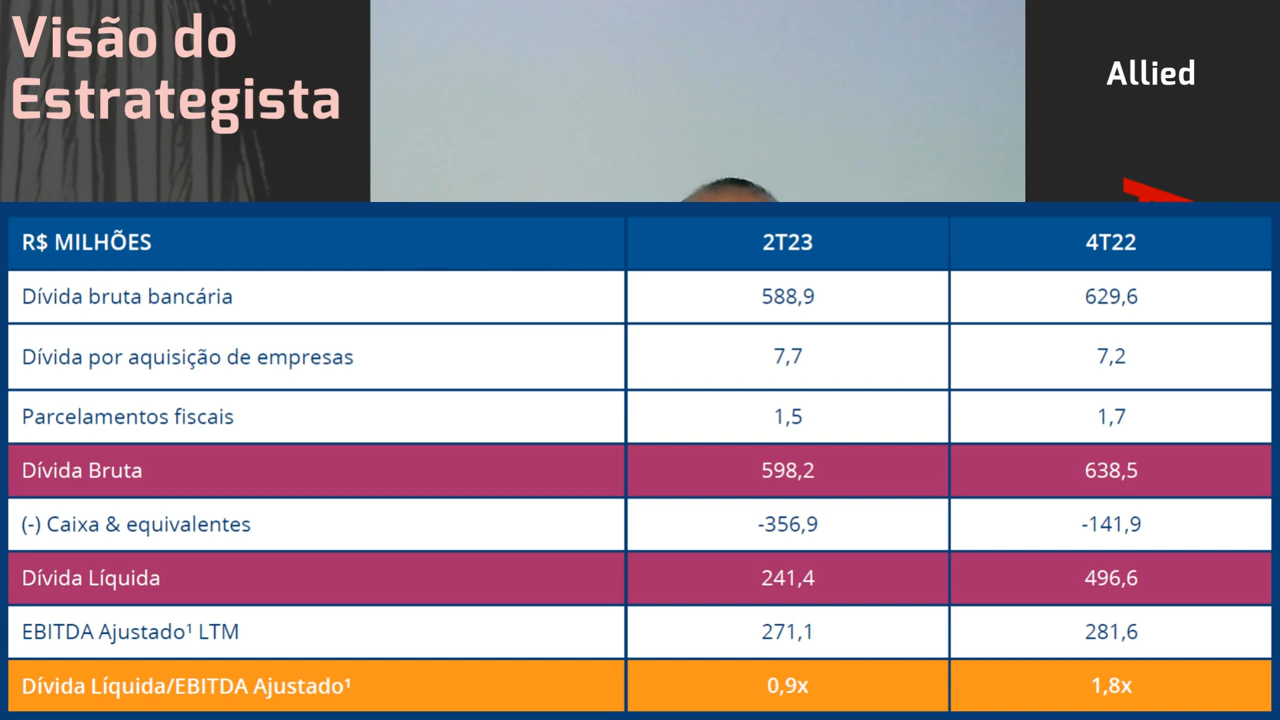 Visão do
Estrategista
Allied
R$ MILHÕES 2T23 4T22
Dívida bruta bancária 588,9 629,6
Dívida por aquisição de empresas 7,7 7,2
Parcelamentos fiscais 1,5 1,7
Dívida Bruta 598,2 638,5
(-) Caixa & equivalentes -356,9 -141,9
Dívida Líquida 241,4 496,6
EBITDA Ajustado¹ LTM 271,1 281,6
Dívida Líquida/EBITDA Ajustado¹ 0,9x 1,8x